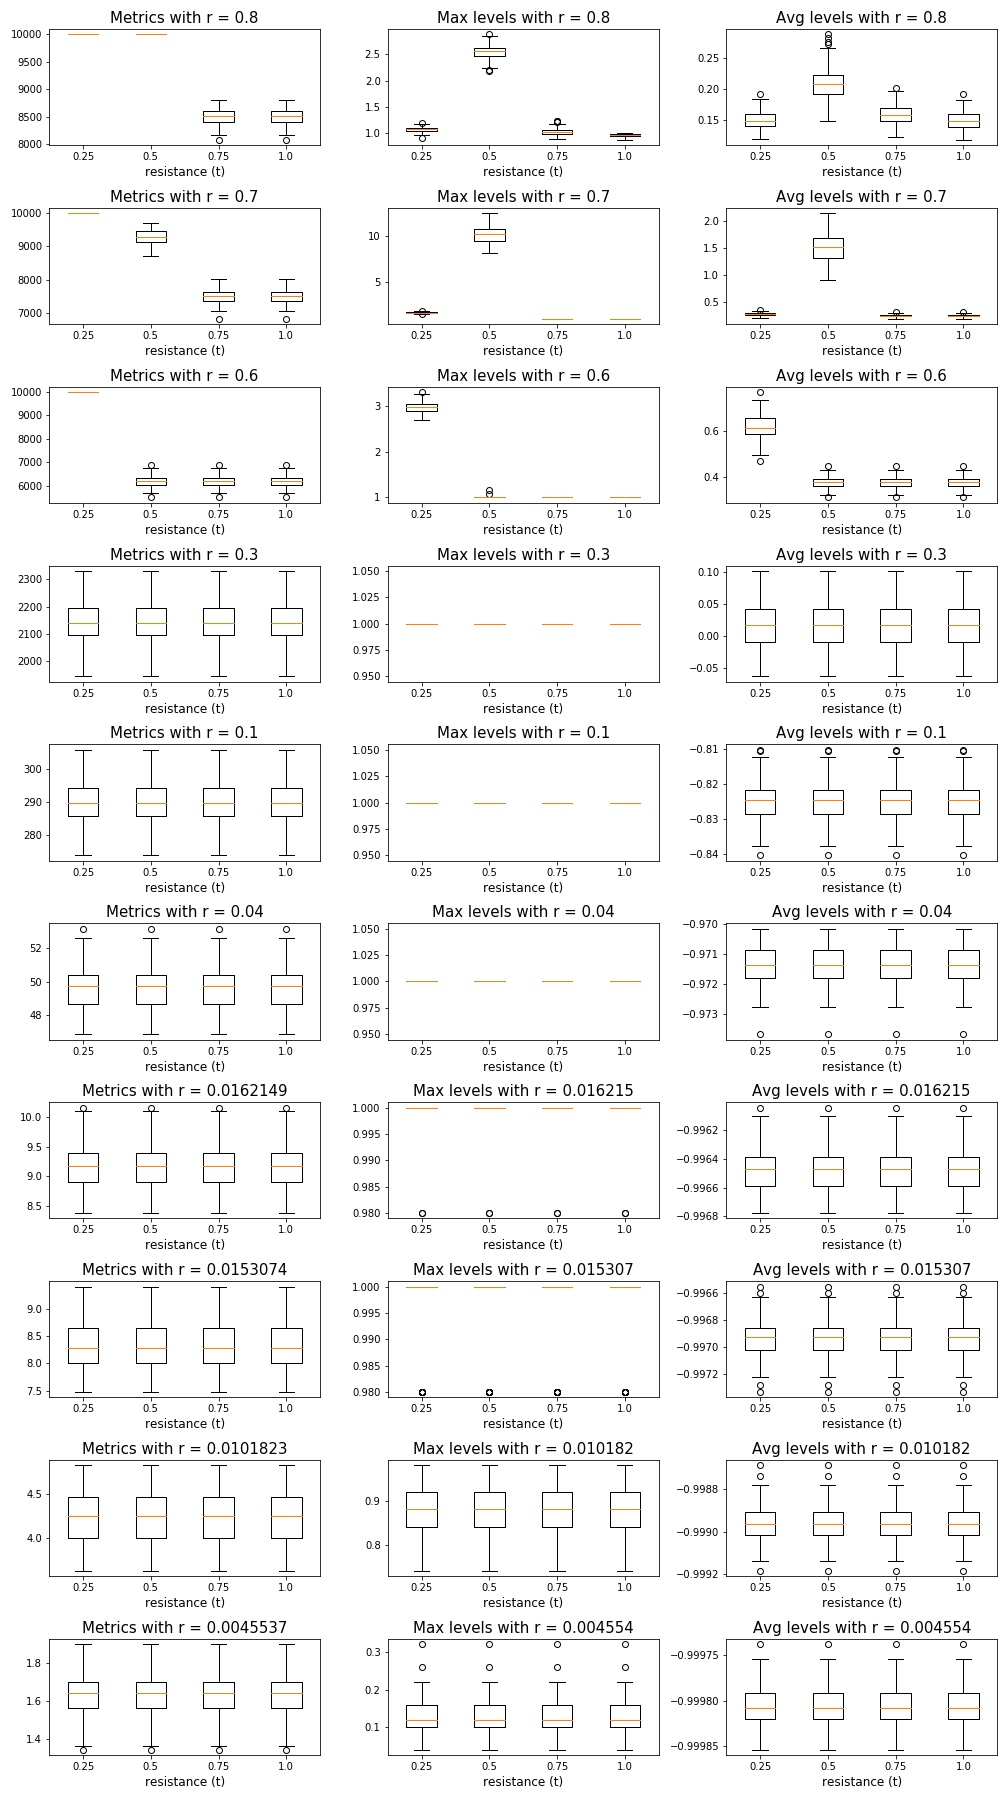 Metrics with r = 0.8
10000
9500
9000
8500
8000
0.25 0.5 0.75 1.0
resistance (t)
Max levels with r = 0.8
2.5
2.0
1.5
1.0
0.25 0.5 0.75 1.0
resistance (t)
Avg levels with r = 0.8
0.25
0.20
0.15
0.25 0.5 0.75 1.0
resistance (t)
Metrics with r = 0.7
10000
9000
8000
7000
0.25 0.5 0.75 1.0
resistance (t)
Max levels with r = 0.7
10
5
0.25 0.5 0.75 1.0
resistance (t)
Avg levels with r = 0.7
2.0
1.5
1.0
0.5
0.25 0.5 0.75 1.0
resistance (t)
Metrics with r = 0.6
10000
9000
8000
7000
6000
0.25 0.5 0.75 1.0
resistance (t)
Max levels with r = 0.6
3
2
1
0.25 0.5 0.75 1.0
resistance (t)
Avg levels with r = 0.6
0.6
0.4
0.25 0.5 0.75 1.0
resistance (t)
Metrics with r = 0.3
2300
2200
2100
2000
0.25 0.5 0.75 1.0
resistance (t)
Max levels with r = 0.3
1.050
1.025
1.000
0.975
0.950
0.25 0.5 0.75 1.0
resistance (t)
Avg levels with r = 0.3
0.10
0.05
0.00
−0.05
0.25 0.5 0.75 1.0
resistance (t)
Metrics with r = 0.1
300
290
280
0.25 0.5 0.75 1.0
resistance (t)
Max levels with r = 0.1
1.050
1.025
1.000
0.975
0.950
0.25 0.5 0.75 1.0
resistance (t)
Avg levels with r = 0.1
−0.81
−0.82
−0.83
−0.84
0.25 0.5 0.75 1.0
resistance (t)
Metrics with r = 0.04
52
50
48
0.25 0.5 0.75 1.0
resistance (t)
Max levels with r = 0.04
1.050
1.025
1.000
0.975
0.950
0.25 0.5 0.75 1.0
resistance (t)
Avg levels with r = 0.04
−0.970
−0.971
−0.972
−0.973
0.25 0.5 0.75 1.0
resistance (t)
Metrics with r = 0.0162149
10.0
9.5
9.0
8.5
0.25 0.5 0.75 1.0
resistance (t)
Max levels with r = 0.016215
1.000
0.995
0.990
0.985
0.980
0.25 0.5 0.75 1.0
resistance (t)
Avg levels with r = 0.016215
−0.9962
−0.9964
−0.9966
−0.9968
0.25 0.5 0.75 1.0
resistance (t)
Metrics with r = 0.0153074
9.0
8.5
8.0
7.5
0.25 0.5 0.75 1.0
resistance (t)
Max levels with r = 0.015307
1.000
0.995
0.990
0.985
0.980
0.25 0.5 0.75 1.0
resistance (t)
Avg levels with r = 0.015307
−0.9966
−0.9968
−0.9970
−0.9972
0.25 0.5 0.75 1.0
resistance (t)
Metrics with r = 0.0101823
4.5
4.0
0.25 0.5 0.75 1.0
resistance (t)
Max levels with r = 0.010182
0.9
0.8
0.25 0.5 0.75 1.0
resistance (t)
Avg levels with r = 0.010182
−0.9988
−0.9990
−0.9992
0.25 0.5 0.75 1.0
resistance (t)
Metrics with r = 0.0045537
1.8
1.6
1.4
0.25 0.5 0.75 1.0
resistance (t)
Max levels with r = 0.004554
0.3
0.2
0.1
0.25 0.5 0.75 1.0
resistance (t)
Avg levels with r = 0.004554
−0.99975
−0.99980
−0.99985
0.25 0.5 0.75 1.0
resistance (t)